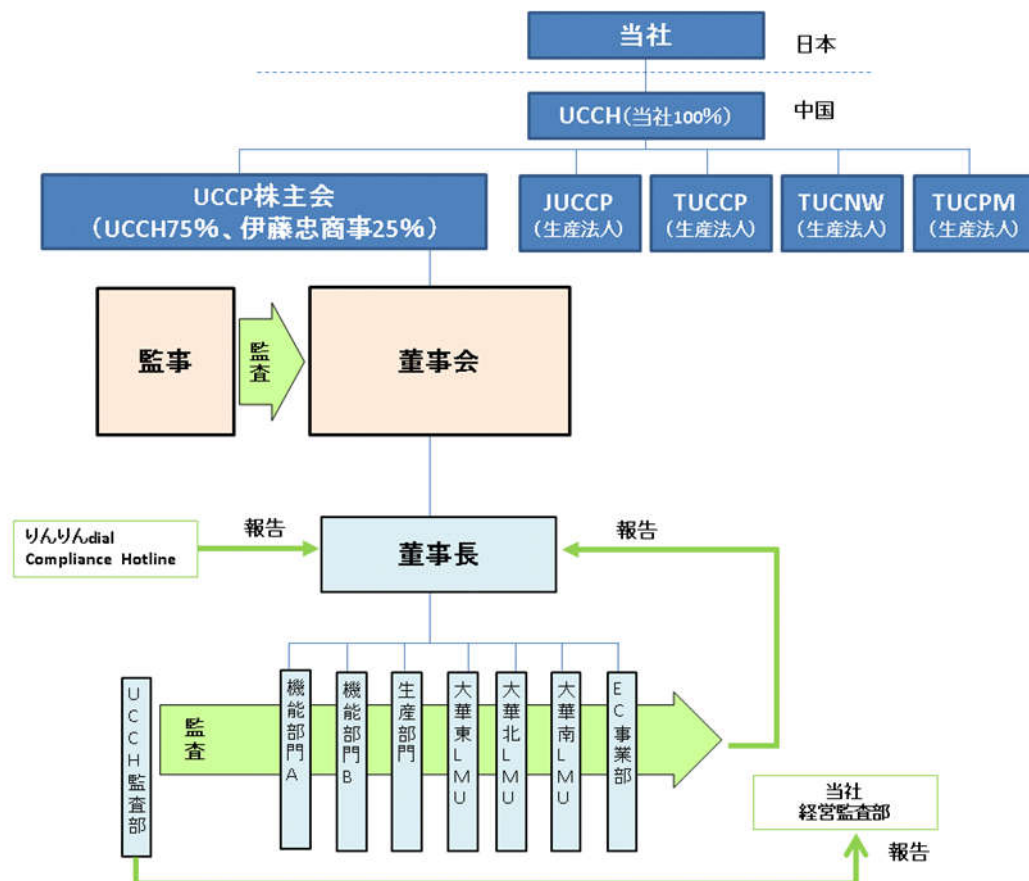 当社
日本
UCCH(当社100%)
中国
UCCP株主会
(UCCH75%、伊藤忠商事25%)
JUCCP
(生産法人)
TUCCP
(生産法人)
TUCNW
(生産法人)
TUCPM
(生産法人)
監事
監査
董事会
りんりんdial
Compliance Hotline
報告
董事長
報告
UCCH監査部
監査
機能部門A
機能部門B
生産部門
大華東LMU
大華北LMU
大華南LMU
EC事業部
当社
経営監査部
報告